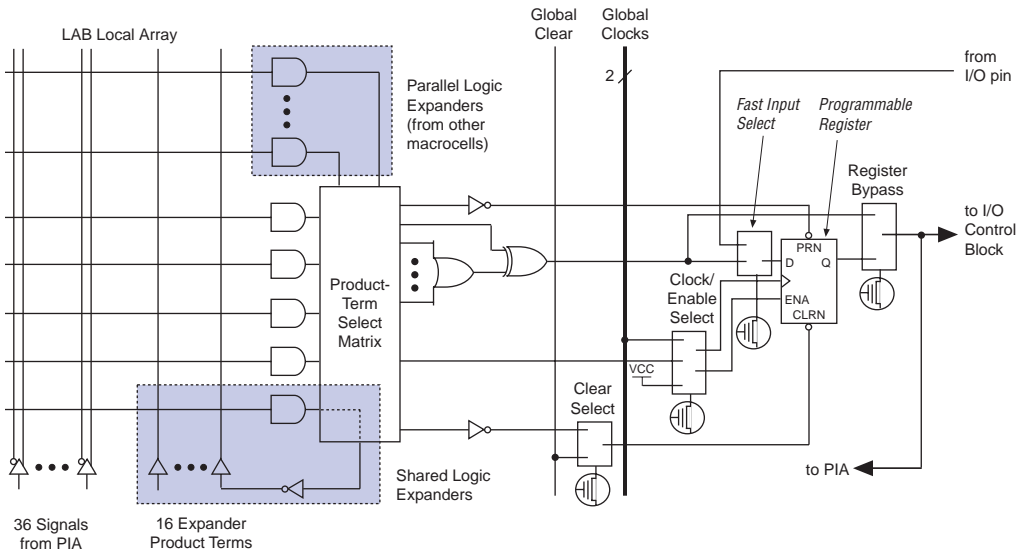 LAB Local Array
Global
Clear
Global
Clocks
2
from
I/O pin
Parallel Logic
Expanders
(from other
macrocells)
Fast Input
Select
Programmable
Register
Register
Bypass
to I/O
Control
Block
PRN
D
Q
ENA
CLRN
Product-
Term
Select
Matrix
Clock/
Enable
Select
VCC
Clear
Select
Shared Logic
Expanders
to PIA
36 Signals
from PIA
16 Expander
Product Terms